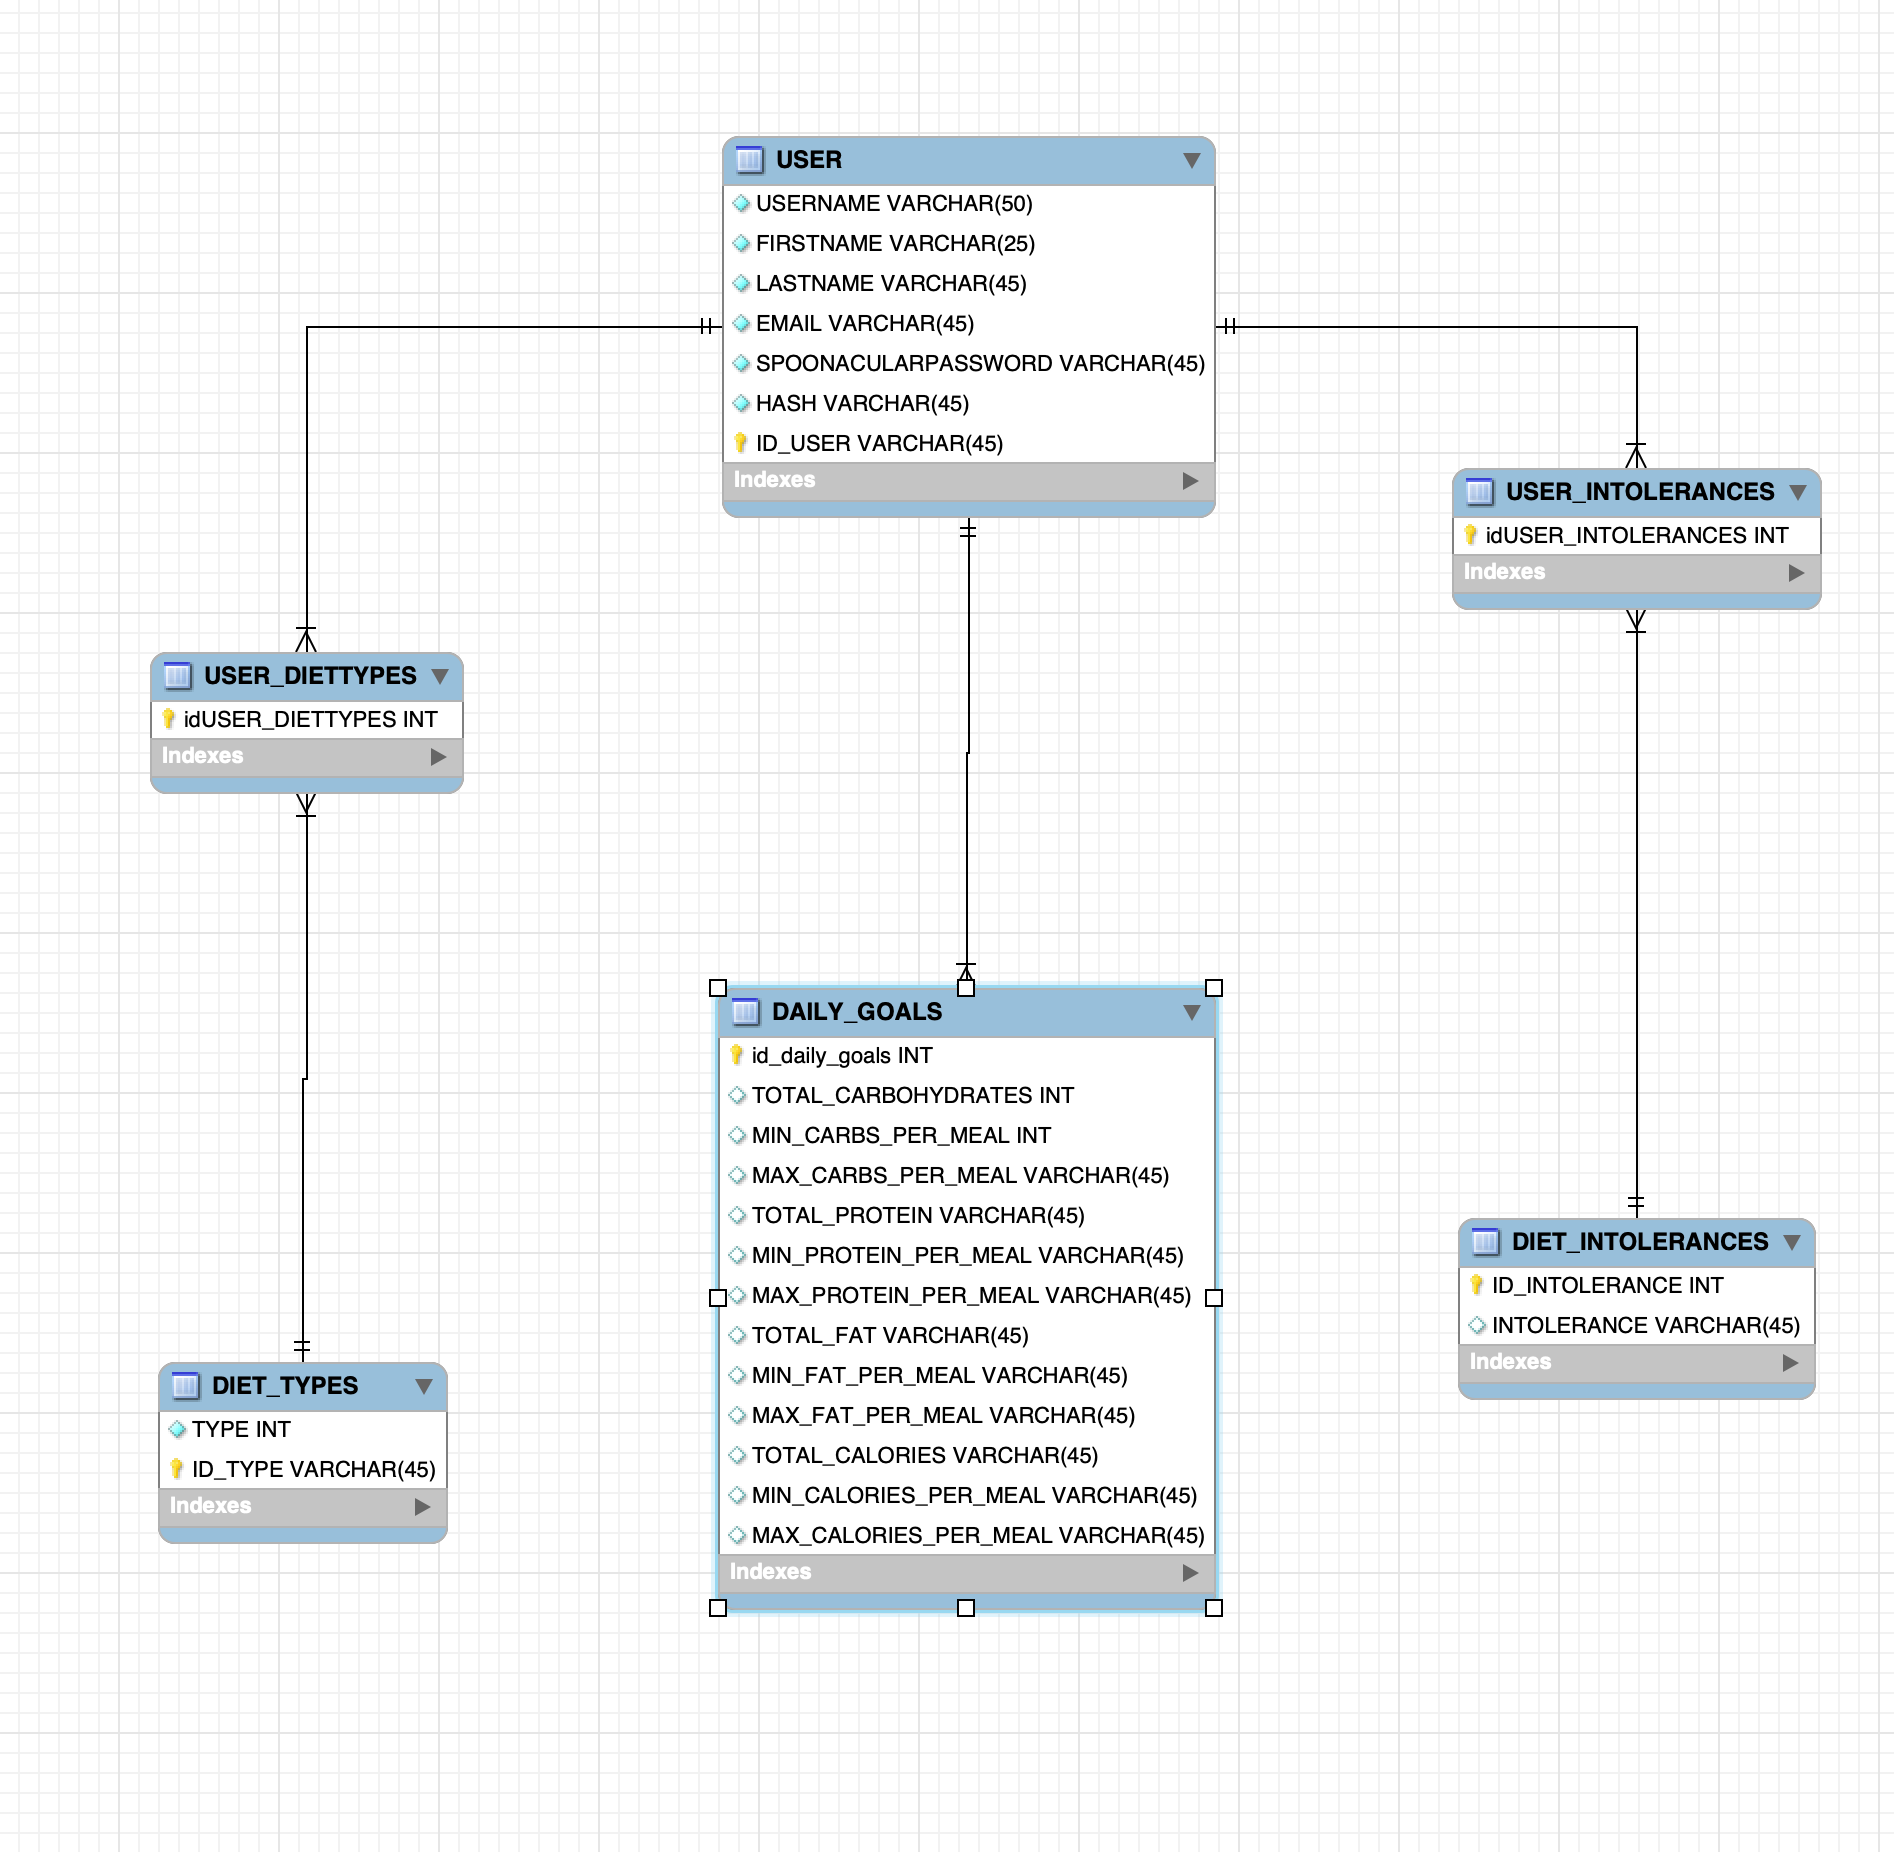 USER
USERNAME VARCHAR(50)
FIRSTNAME VARCHAR(25)
LASTNAME VARCHAR(45)
EMAIL VARCHAR(45)
SPOONACULARPASSWORD VARCHAR(45)
HASH VARCHAR(45)
ID_USER VARCHAR(45)
Indexes
USER_INTOLERANCES
idUSER_INTOLERANCES INT
Indexes
USER_DIETTYPES
idUSER_DIETTYPES INT
Indexes
DAILY_GOALS
id_daily_goals INT
TOTAL_CARBOHYDRATES INT
MIN_CARBS_PER_MEAL INT
MAX_CARBS_PER_MEAL VARCHAR(45)
TOTAL_PROTEIN VARCHAR(45)
MIN_PROTEIN_PER_MEAL VARCHAR(45)
MAX_PROTEIN_PER_MEAL VARCHAR(45)
TOTAL_FAT VARCHAR(45)
MIN_FAT_PER_MEAL VARCHAR(45)
MAX_FAT_PER_MEAL VARCHAR(45)
TOTAL_CALORIES VARCHAR(45)
MIN_CALORIES_PER_MEAL VARCHAR(45)
MAX_CALORIES_PER_MEAL VARCHAR(45)
Indexes
DIET_INTOLERANCES
ID_INTOLERANCE INT
INTOLERANCE VARCHAR(45)
Indexes
DIET_TYPES
TYPE INT
ID_TYPE VARCHAR(45)
Indexes